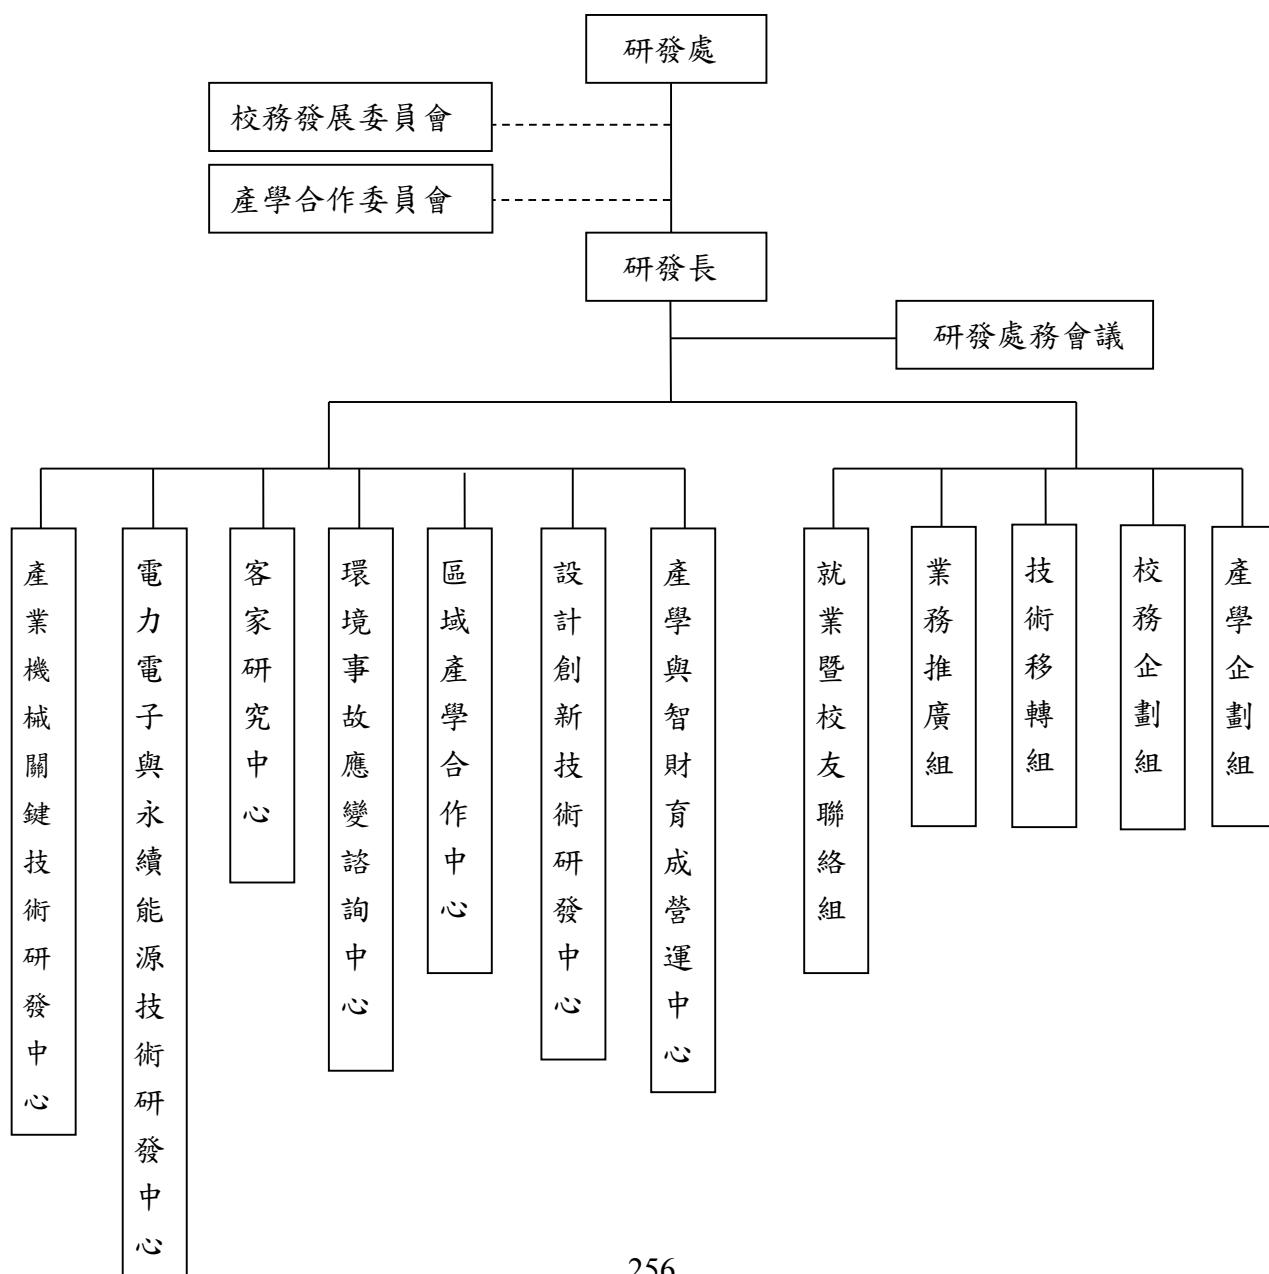 研發處
校務發展委員會
產學合作委員會
研發長
研發處務會議
產業機械關鍵技術研發中心
電力電子與永續能源技術研發中心
客家研究中心
環境事故應變諮詢中心
區域產學合作中心
設計創新技術研發中心
產學與智財育成營運中心
就業暨校友聯絡組
業務推廣組
技術移轉組
校務企劃組
產學企劃組
256